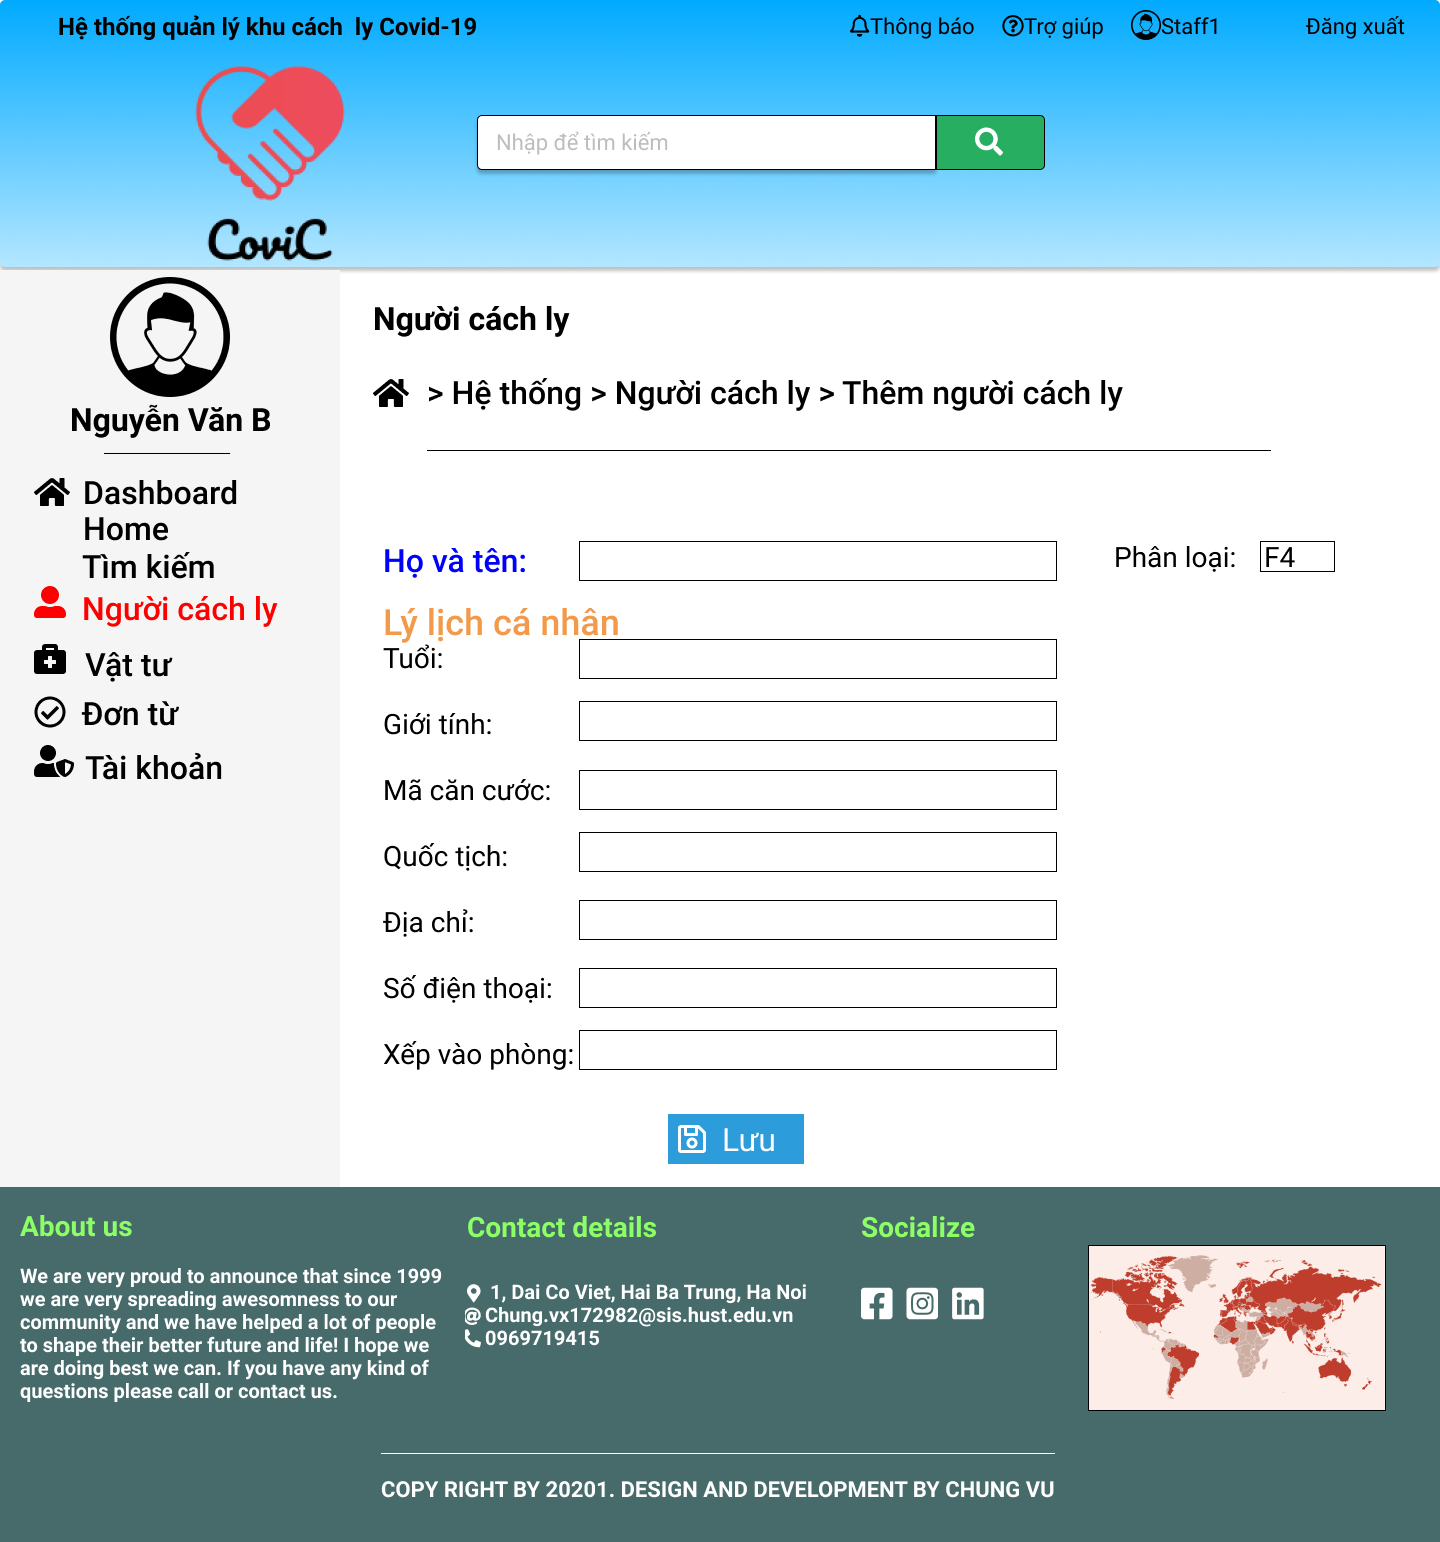 Hệ thống quản lý khu cách  ly Covid-19
Thông báo
Trợ giúp
Staff1
Đăng xuất
Nhập để tìm kiếm
CoviC
Nguyễn Văn B
Dashboard
Home
Tìm kiếm
Người cách ly
Vật tư
Đơn từ
Tài khoản
Người cách ly
> Hệ thống > Người cách ly > Thêm người cách ly
Họ và tên:
Phân loại: F4
Lý lịch cá nhân
Tuổi:
Giới tính:
Mã căn cước:
Quốc tịch:
Địa chỉ:
Số điện thoại:
Xếp vào phòng:
Lưu
About us
We are very proud to announce that since 1999
we are very spreading awesomness to our
community and we have helped a lot of people
to shape their better future and life! I hope we
are doing best we can. If you have any kind of
questions please call or contact us.
Contact details
1, Dai Co Viet, Hai Ba Trung, Ha Noi
Chung.vx172982@sis.hust.edu.vn
0969719415
Socialize
COPY RIGHT BY 20201. DESIGN AND DEVELOPMENT BY CHUNG VU